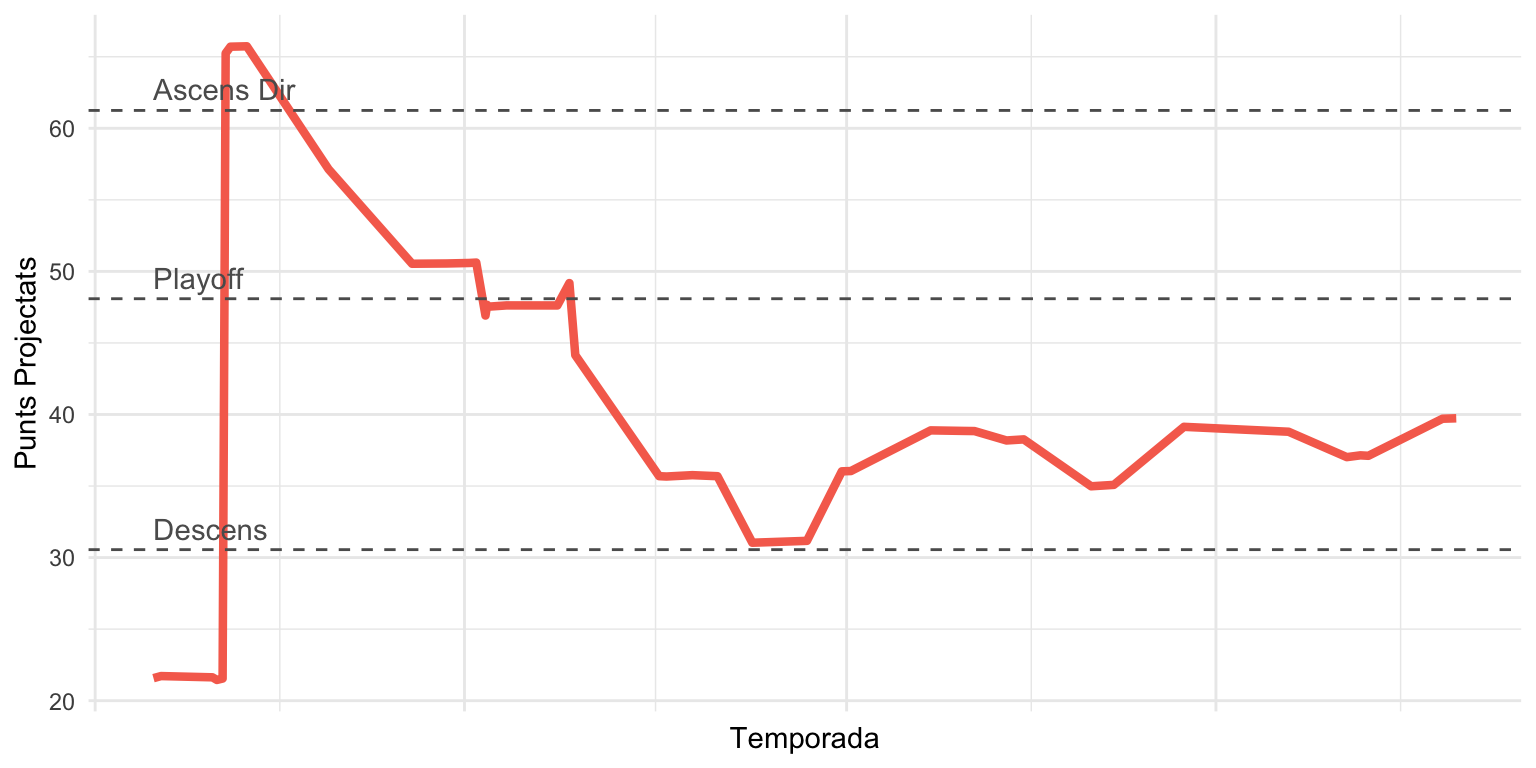 Ascens Dir
60
50
Playoff
40
Descens
30
20
Punts Projectats
Temporada